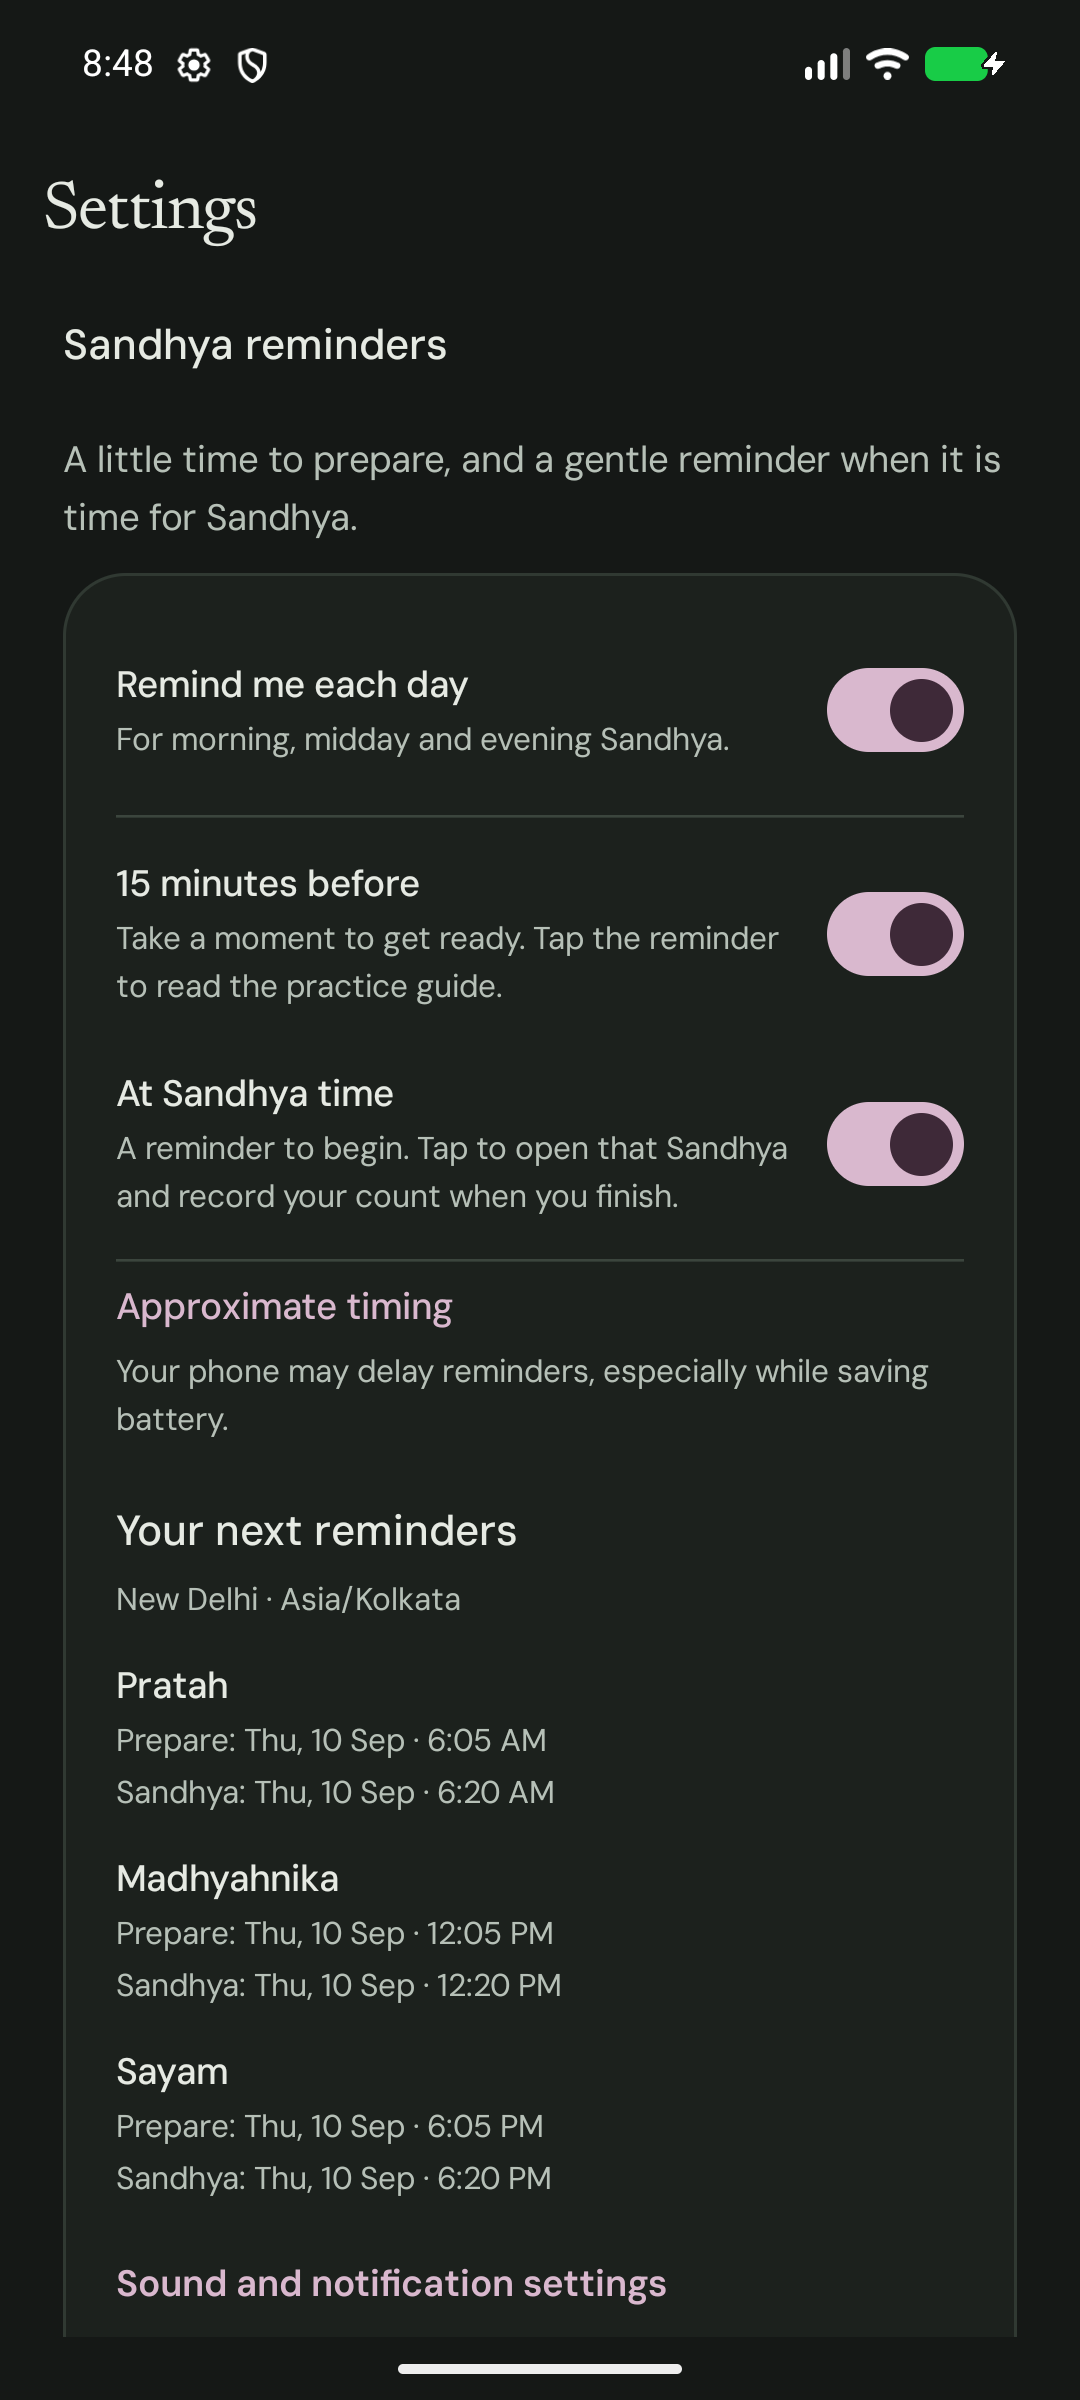 8:48
Settings
Sandhya reminders
A little time to prepare, and a gentle reminder when it is
time for Sandhya.
Remind me each day
For morning, midday and evening Sandhya.
15 minutes before
Take a moment to get ready. Tap the reminder
to read the practice guide.
At Sandhya time
A reminder to begin. Tap to open that Sandhya
and record your count when you finish.
Approximate timing
Your phone may delay reminders, especially while saving
battery.
Your next reminders
New Delhi · Asia/Kolkata
Pratah
Prepare: Thu, 10 Sep · 6:05 AM
Sandhya: Thu, 10 Sep · 6:20 AM
Madhyahnika
Prepare: Thu, 10 Sep · 12:05 PM
Sandhya: Thu, 10 Sep · 12:20 PM
Sayam
Prepare: Thu, 10 Sep · 6:05 PM
Sandhya: Thu, 10 Sep · 6:20 PM
Sound and notification settings